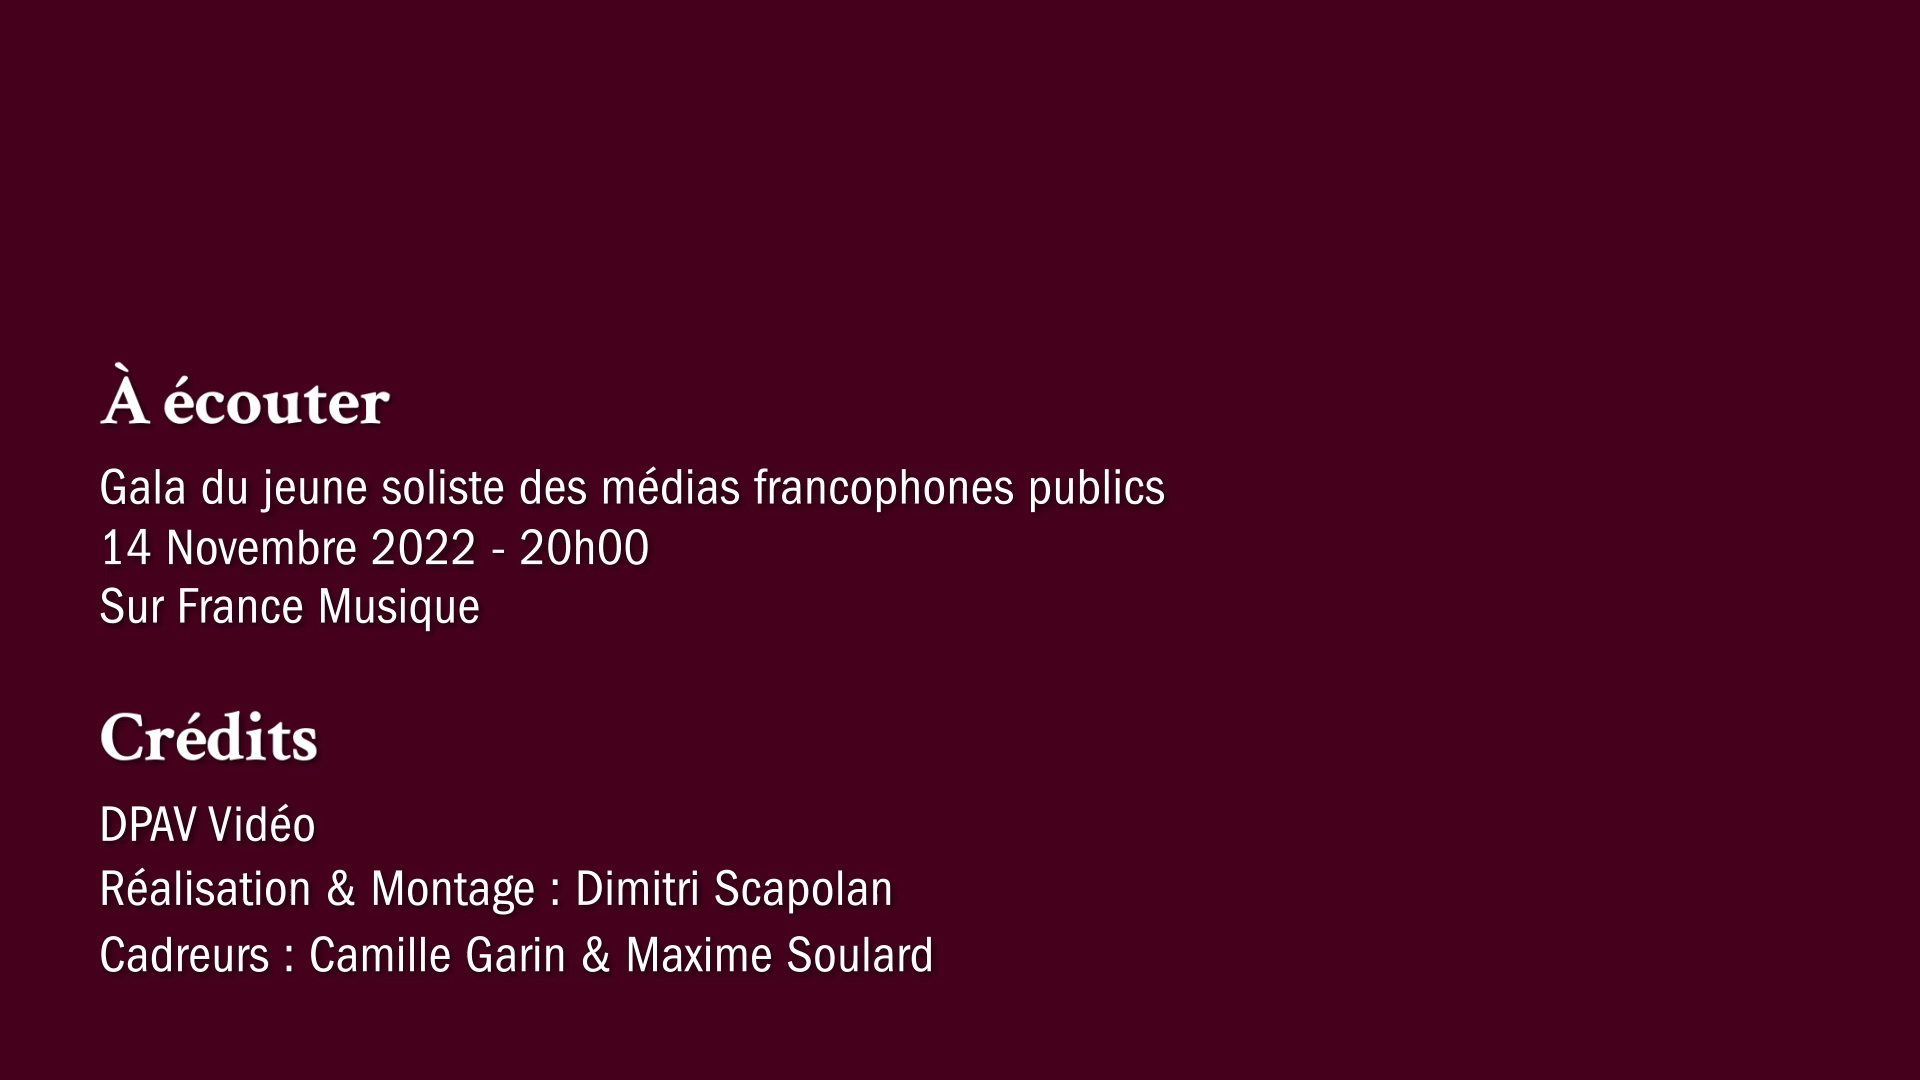 À écouter
Gala du jeune soliste des médias francophones publics
14 Novembre 2022 - 20h00
Sur France Musique
Crédits
DPAV Vidéo
Réalisation & Montage : Dimitri Scapolan
Cadreurs : Camille Garin & Maxime Soulard